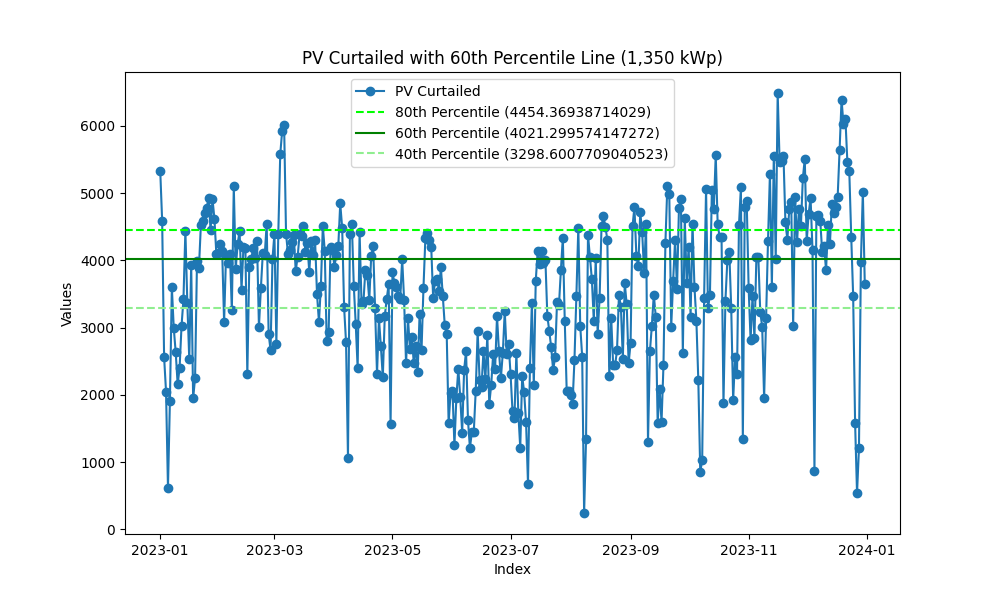 PV Curtailed with 60th Percentile Line (1,350 kWp)
PV Curtailed
80th Percentile (4454.36938714029)
60th Percentile (4021.299574147272)
40th Percentile (3298.6007709040523)
6000
5000
4000
3000
2000
1000
0
Values
2023-01
2023-03
2023-05
2023-07
2023-09
2023-11
2024-01
Index